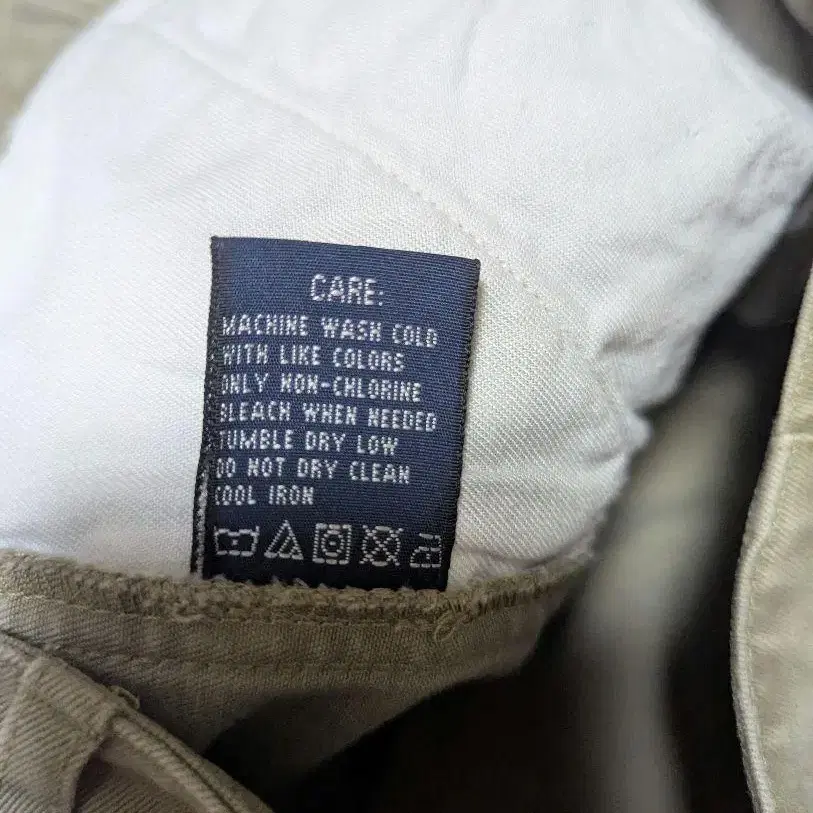 CARE:
MACHINE WASH COLD
WITH LIKE COLORS
ONLY NON-CHLORINE
BLEACH WHEN NEEDED
TUMBLE DRY LOW
DO NOT DRY CLEAN
COOL IRON